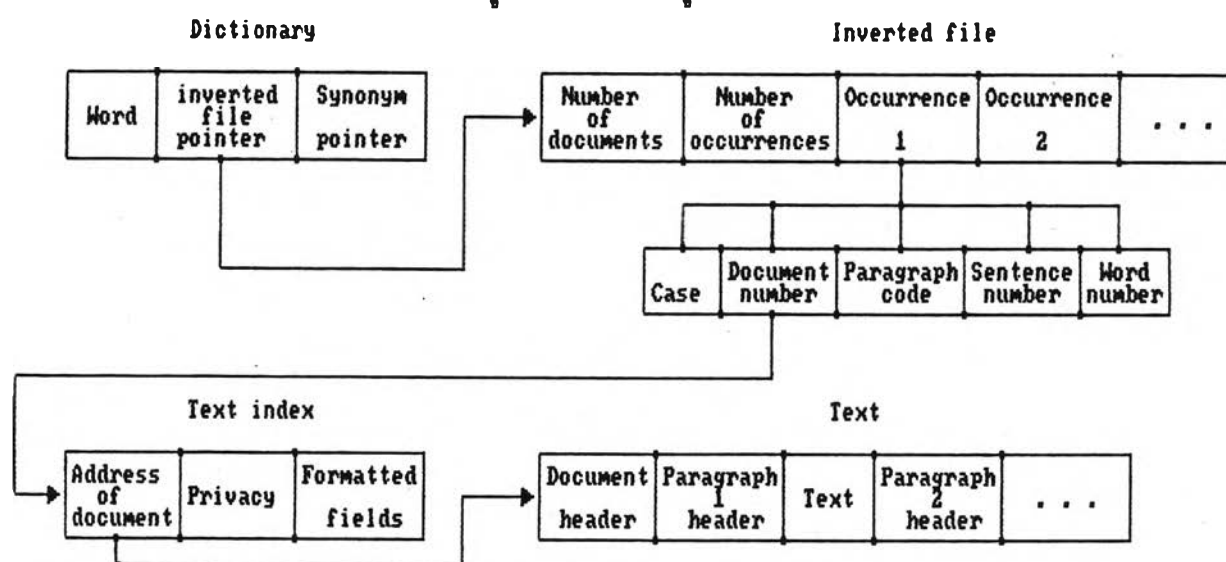 Dictionary
Inverted file
Word
inverted
file
pointer
Synonym
pointer
Number
of
documents
Number
of
occurrences
Occurrence
1
Occurrence
2
. . .
Case
Document
number
Paragraph
code
Sentence
number
Word
number
Text index
Text
Address
of
document
Privacy
Formatted
fields
Document
header
Paragraph
1
header
Text
Paragraph
2
header
. . .